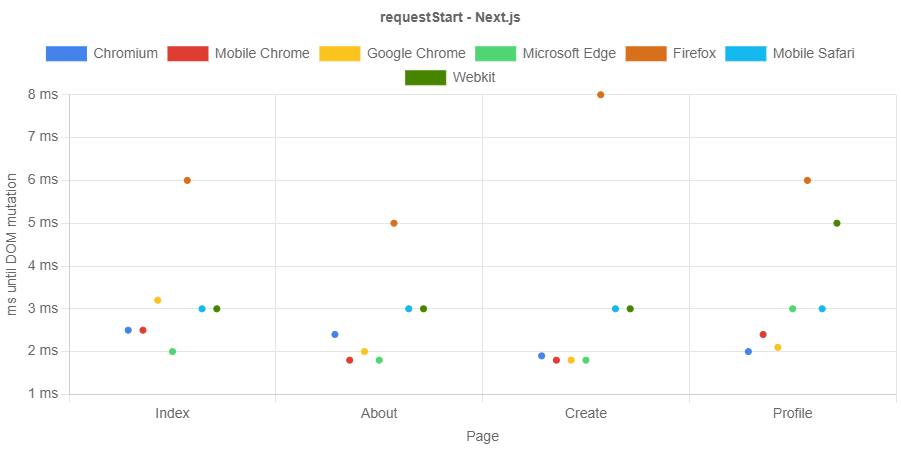 requestStart - Next.js
Chromium Mobile Chrome Google Chrome Microsoft Edge Firefox Mobile Safari
Webkit
8 ms
7 ms
6 ms
5 ms
4 ms
3 ms
2 ms
1 ms
ms until DOM mutation
Index About Create Profile
Page